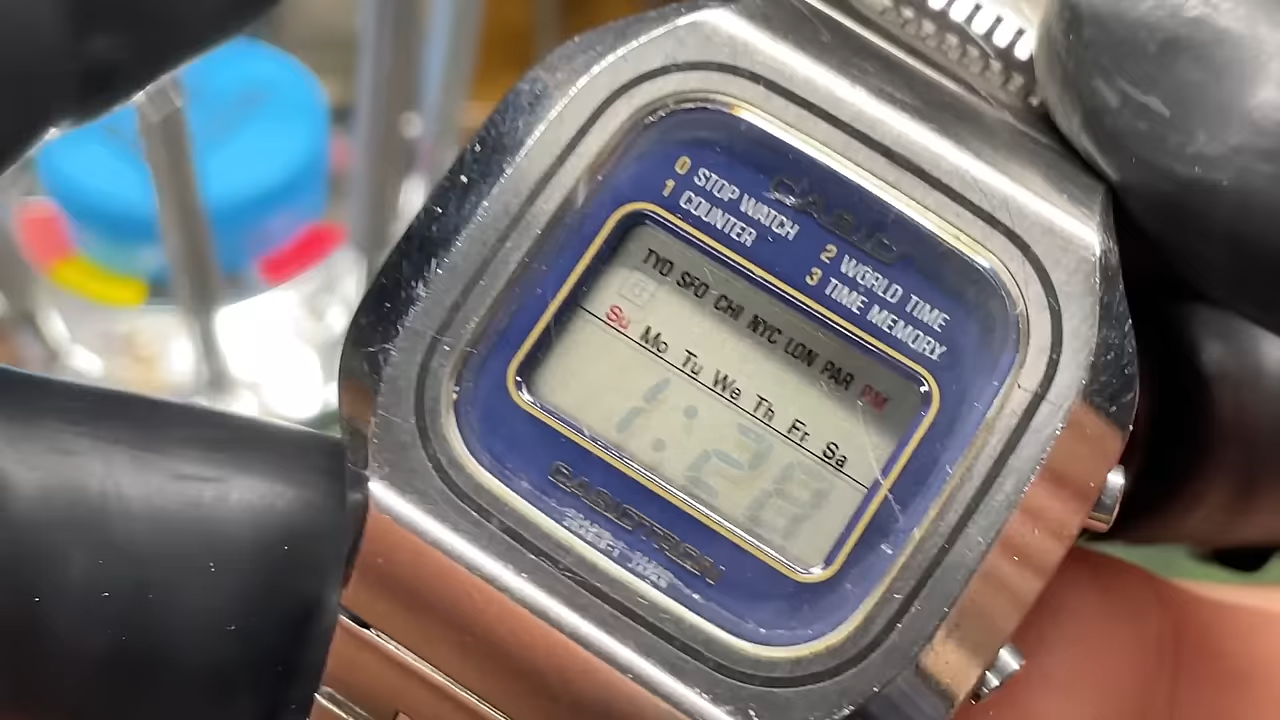 CASIO
0 STOP WATCH
1 COUNTER
2 WORLD TIME
3 TIME MEMORY
TYO SFO CHI NYC LON PAR PM
Su Mo Tu We Th Fr Sa
1:28
CASIOTRON